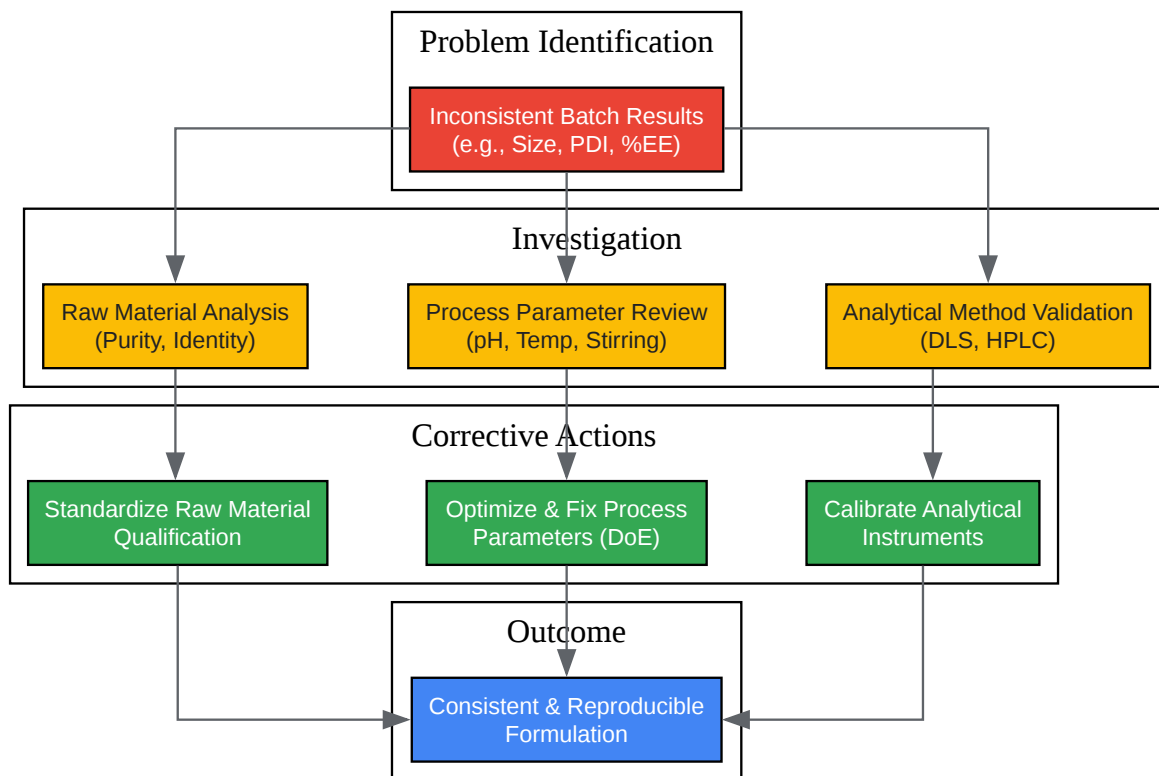 Problem Identification
Inconsistent Batch Results
(e.g., Size, PDI, %EE)
Investigation
Raw Material Analysis
(Purity, Identity)
Process Parameter Review
(pH, Temp, Stirring)
Analytical Method Validation
(DLS, HPLC)
Corrective Actions
Standardize Raw Material
Qualification
Optimize & Fix Process
Parameters (DoE)
Calibrate Analytical
Instruments
Outcome
Consistent & Reproducible
Formulation